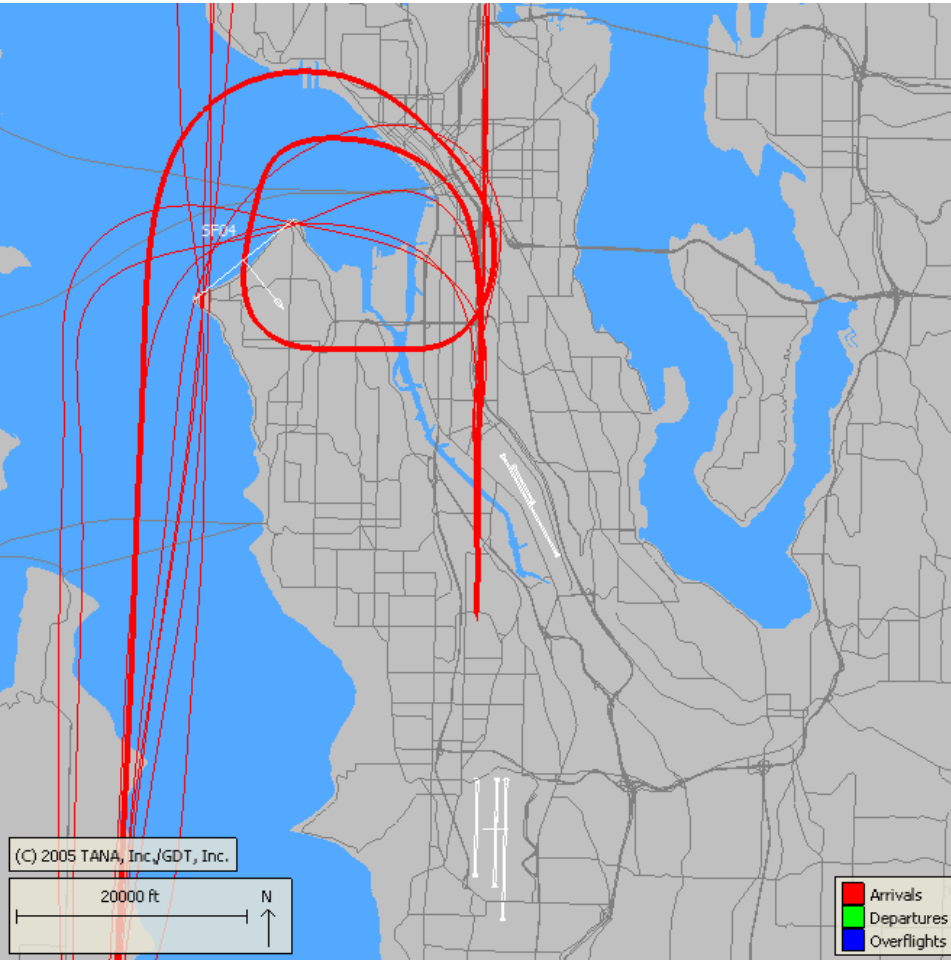 SF04
(C) 2005 TANA, Inc./GDT, Inc.
20000 ft
N
Arrivals
Departures
Overflights